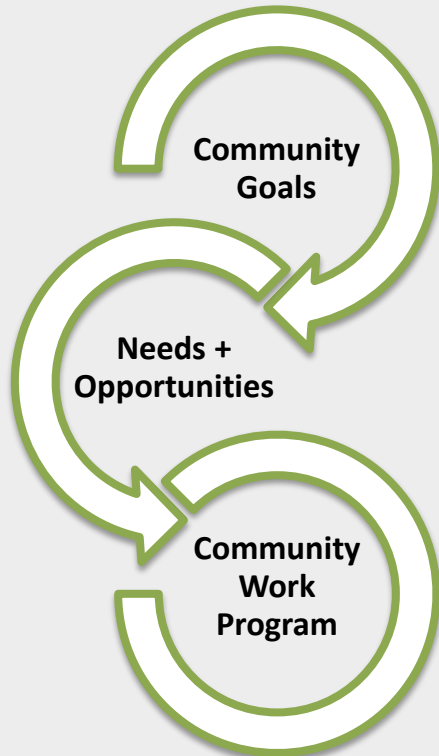 Community
Goals
Needs +
Opportunities
Community
Work
Program